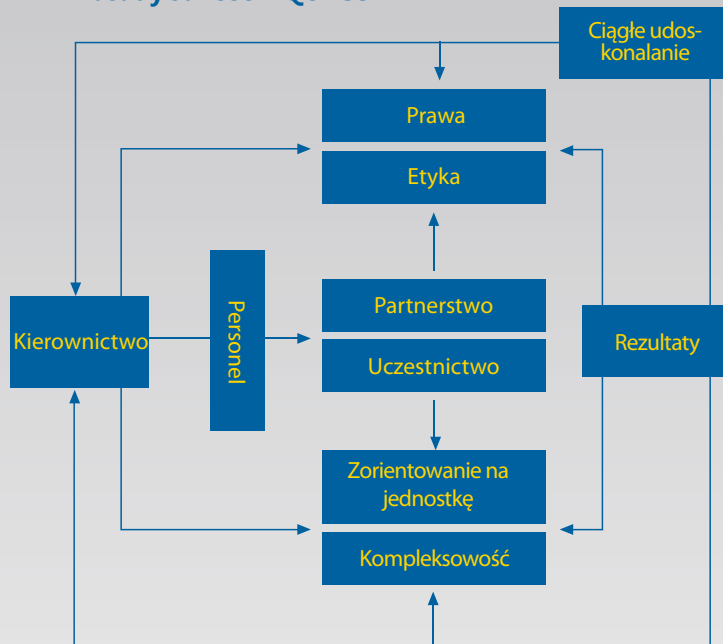 Ciągłe udos-
konalanie
Prawa
Etyka
Partnerstwo
Kierownictwo
Personel
Uczestnictwo
Rezultaty
Zorientowanie na
jednostkę
Kompleksowość